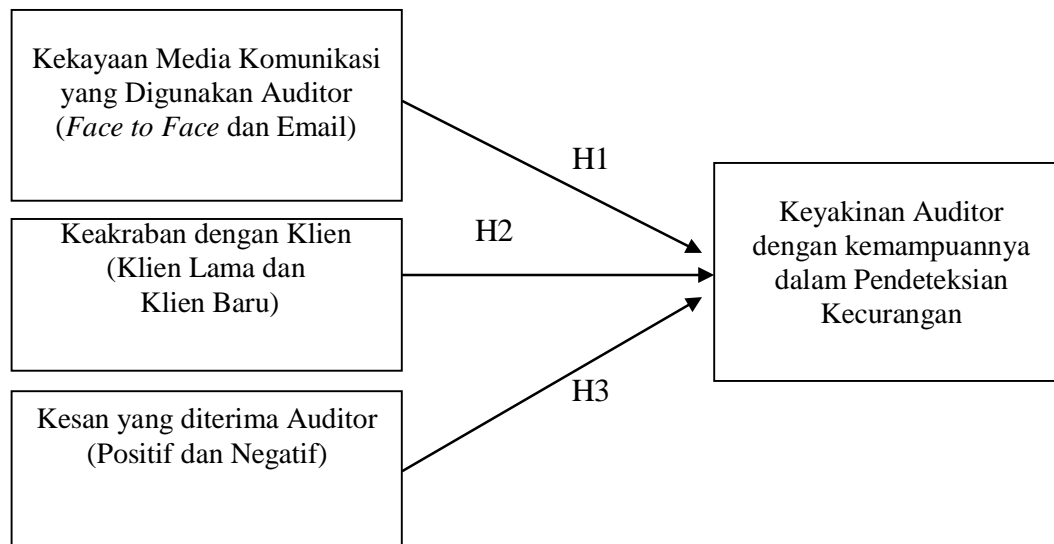 Kekayaan Media Komunikasi
yang Digunakan Auditor
(Face to Face dan Email)
H1
Keakraban dengan Klien
(Klien Lama dan
Klien Baru)
H2
Keyakinan Auditor
dengan kemampuannya
dalam Pendeteksian
Kecurangan
Kesan yang diterima Auditor
(Positif dan Negatif)
H3